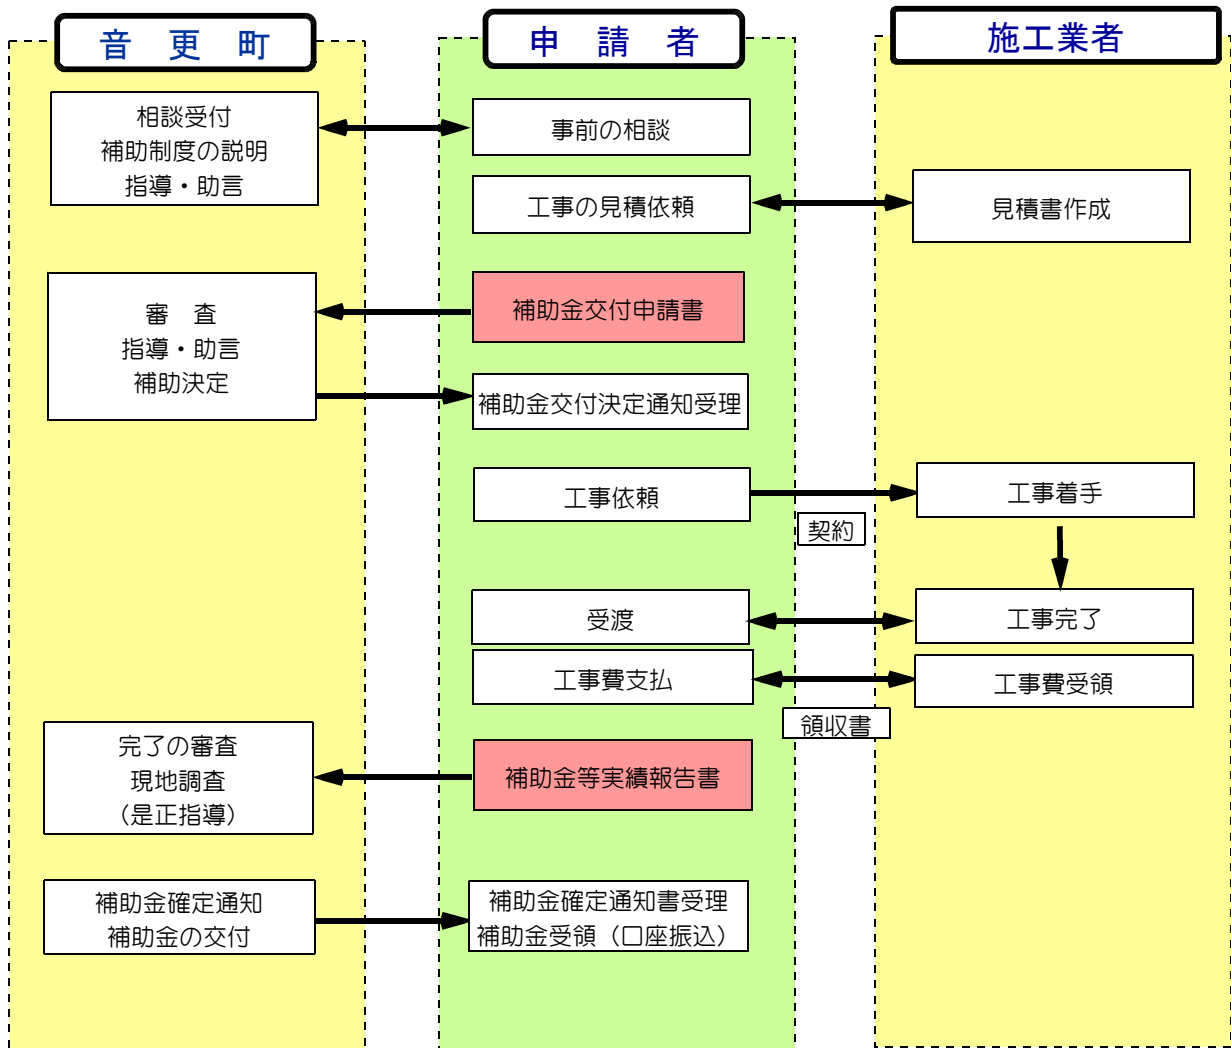 音　更　町
申　請　者
施工業者
相談受付
補助制度の説明
指導・助言
事前の相談
工事の見積依頼
見積書作成
審　査
指導・助言
補助決定
補助金交付申請書
補助金交付決定通知受理
工事依頼
契約
工事着手
受渡
工事完了
工事費支払
工事費受領
領収書
完了の審査
現地調査
（是正指導）
補助金等実績報告書
補助金確定通知
補助金の交付
補助金確定通知書受理
補助金受領（口座振込）